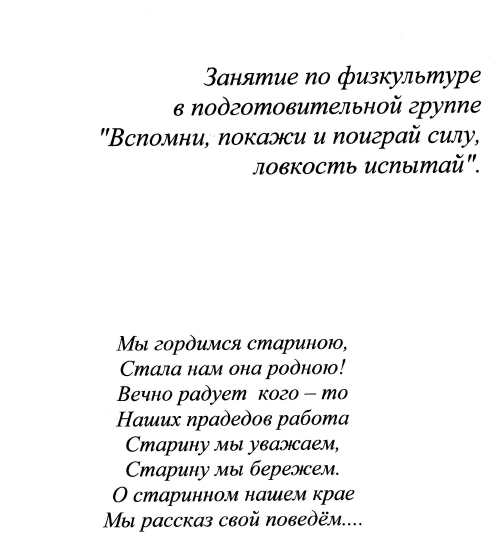 Занятие по физкультуре
в подготовительной группе
"Вспомни, покажи и поиграй силу,
ловкость испытай".
Мы гордимся стариною,
Стала нам она родною!
Вечно радует кого – то
Наших прадедов работа
Старину мы уважаем,
Старину мы бережем.
О старинном нашем крае
Мы рассказ свой поведём....